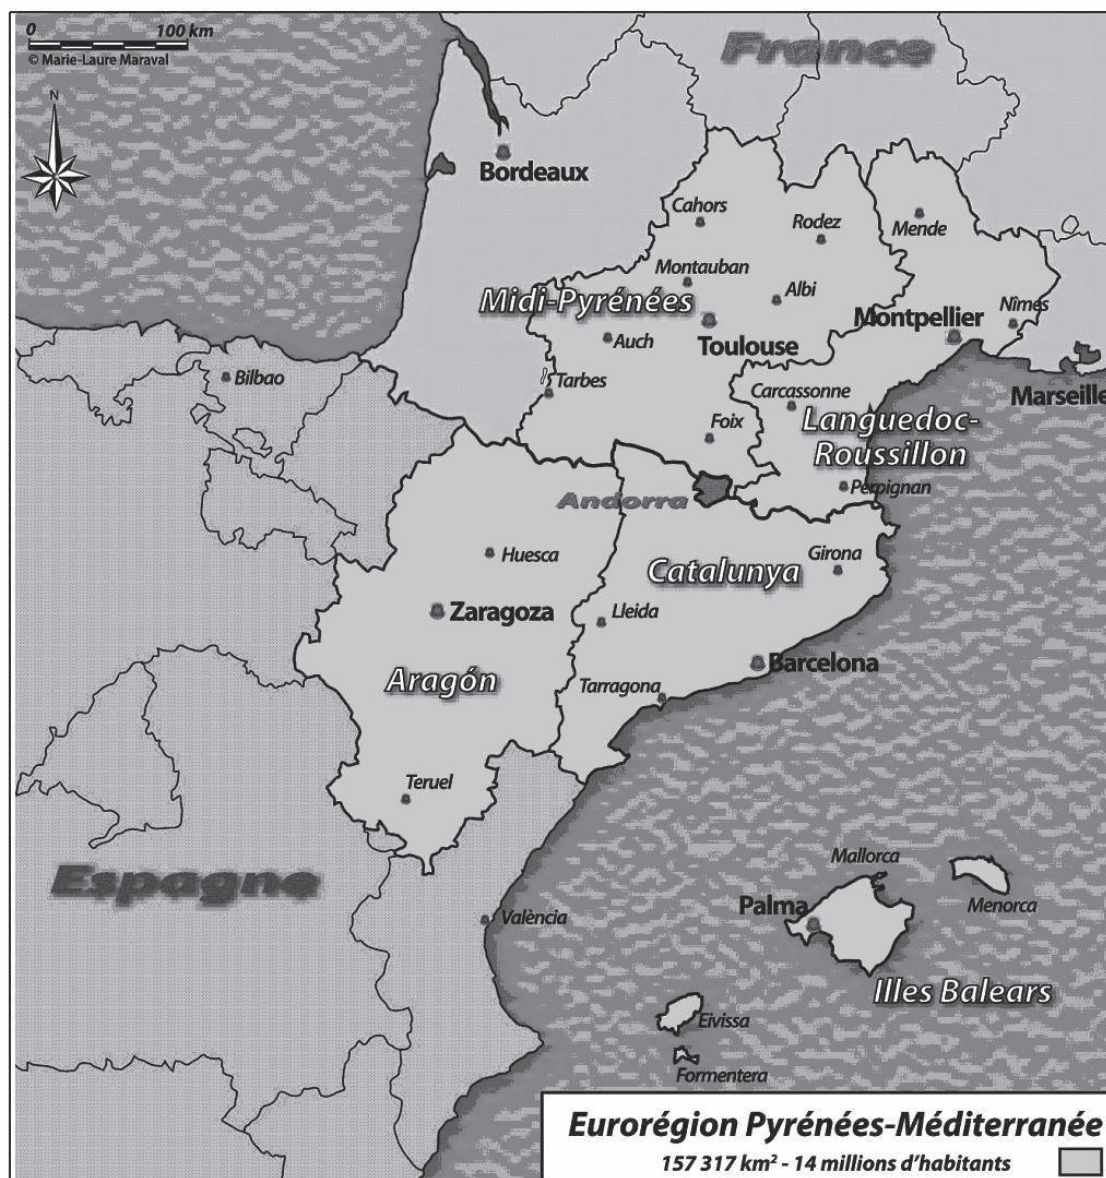 0 100 km
© Marie-Laure Maraval
France
N
Bordeaux
Cahors
Rodez
Mende
Montauban
Midi-Pyrénées
Albi
Nîmes
Montpellier
Auch
Toulouse
Bilbao
Tarbes
Carcassonne
Marseille
Languedoc-
Roussillon
Foix
Perpignan
Andorra
Huesca
Girona
Catalunya
Zaragoza
Lleida
Barcelona
Aragón
Tarragona
Teruel
Mallorca
Espagne
Palma
Menorca
València
Illes Balears
Eivissa
Formentera
Eurorégion Pyrénées-Méditerranée
157 317 km² - 14 millions d’habitants